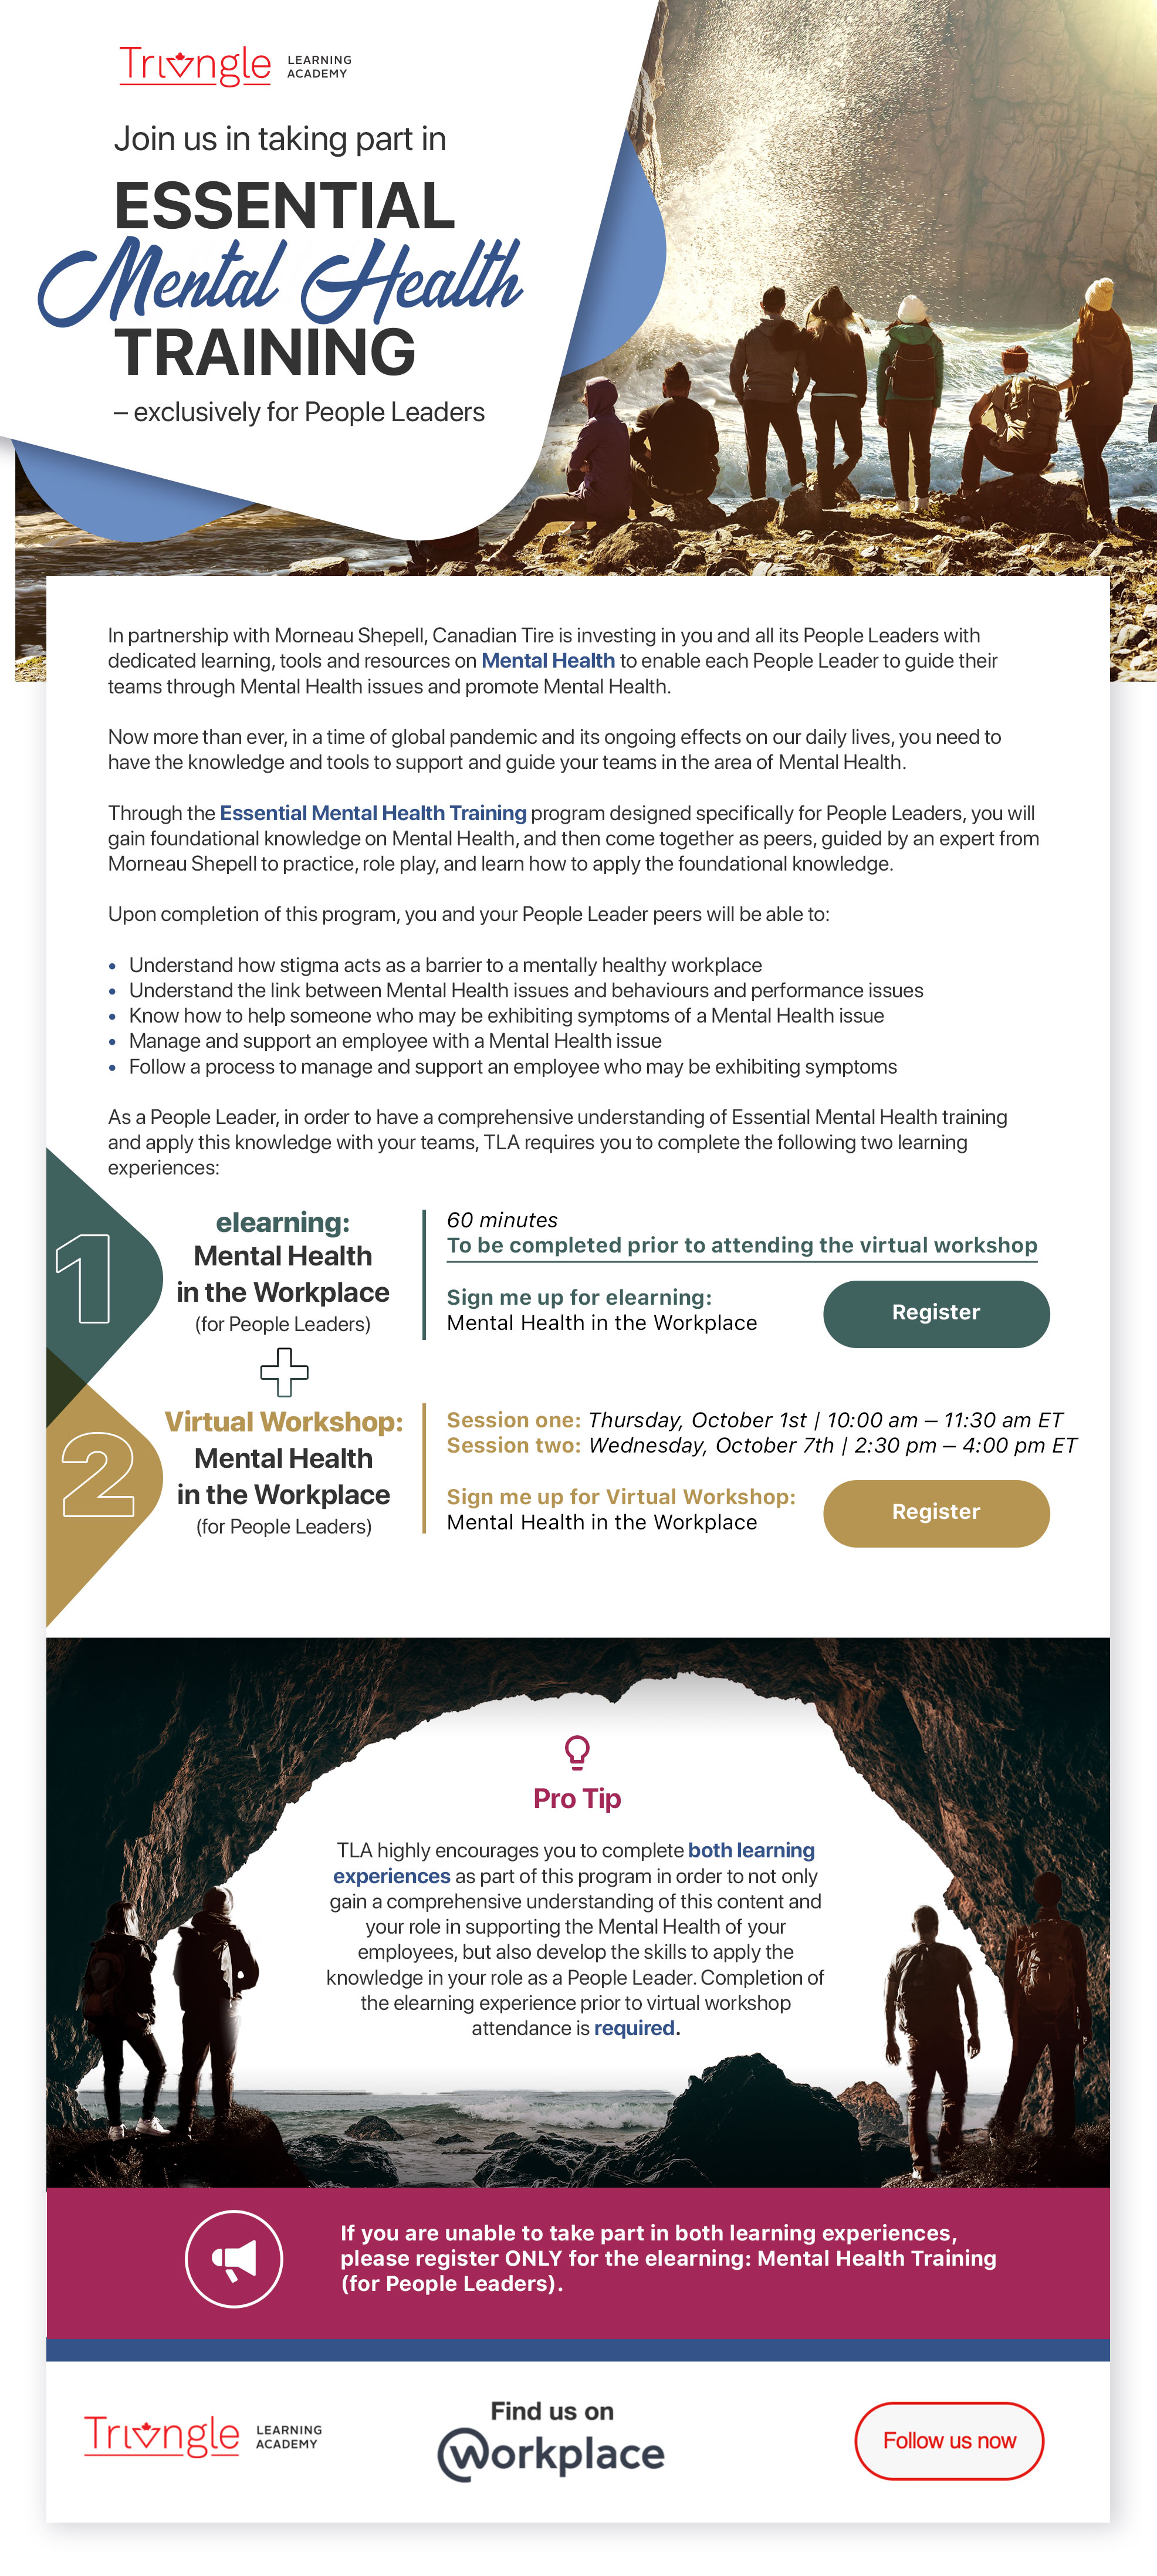 Triangle LEARNING
ACADEMY
Join us in taking part in
ESSENTIAL
Mental Health
TRAINING
– exclusively for People Leaders
In partnership with Morneau Shepell, Canadian Tire is investing in you and all its People Leaders with
dedicated learning, tools and resources on Mental Health to enable each People Leader to guide their
teams through Mental Health issues and promote Mental Health.
Now more than ever, in a time of global pandemic and its ongoing effects on our daily lives, you need to
have the knowledge and tools to support and guide your teams in the area of Mental Health.
Through the Essential Mental Health Training program designed specifically for People Leaders, you will
gain foundational knowledge on Mental Health, and then come together as peers, guided by an expert from
Morneau Shepell to practice, role play, and learn how to apply the foundational knowledge.
Upon completion of this program, you and your People Leader peers will be able to:
• Understand how stigma acts as a barrier to a mentally healthy workplace
• Understand the link between Mental Health issues and behaviours and performance issues
• Know how to help someone who may be exhibiting symptoms of a Mental Health issue
• Manage and support an employee with a Mental Health issue
• Follow a process to manage and support an employee who may be exhibiting symptoms
As a People Leader, in order to have a comprehensive understanding of Essential Mental Health training
and apply this knowledge with your teams, TLA requires you to complete the following two learning
experiences:
1
elearning:
Mental Health
in the Workplace
(for People Leaders)
60 minutes
To be completed prior to attending the virtual workshop
Sign me up for elearning:
Mental Health in the Workplace
Register
2
Virtual Workshop:
Mental Health
in the Workplace
(for People Leaders)
Session one: Thursday, October 1st | 10:00 am – 11:30 am ET
Session two: Wednesday, October 7th | 2:30 pm – 4:00 pm ET
Sign me up for Virtual Workshop:
Mental Health in the Workplace
Register
Pro Tip
TLA highly encourages you to complete both learning
experiences as part of this program in order to not only
gain a comprehensive understanding of this content and
your role in supporting the Mental Health of your
employees, but also develop the skills to apply the
knowledge in your role as a People Leader. Completion of
the elearning experience prior to virtual workshop
attendance is required.
If you are unable to take part in both learning experiences,
please register ONLY for the elearning: Mental Health Training
(for People Leaders).
Triangle LEARNING
ACADEMY
Find us on
Workplace
Follow us now